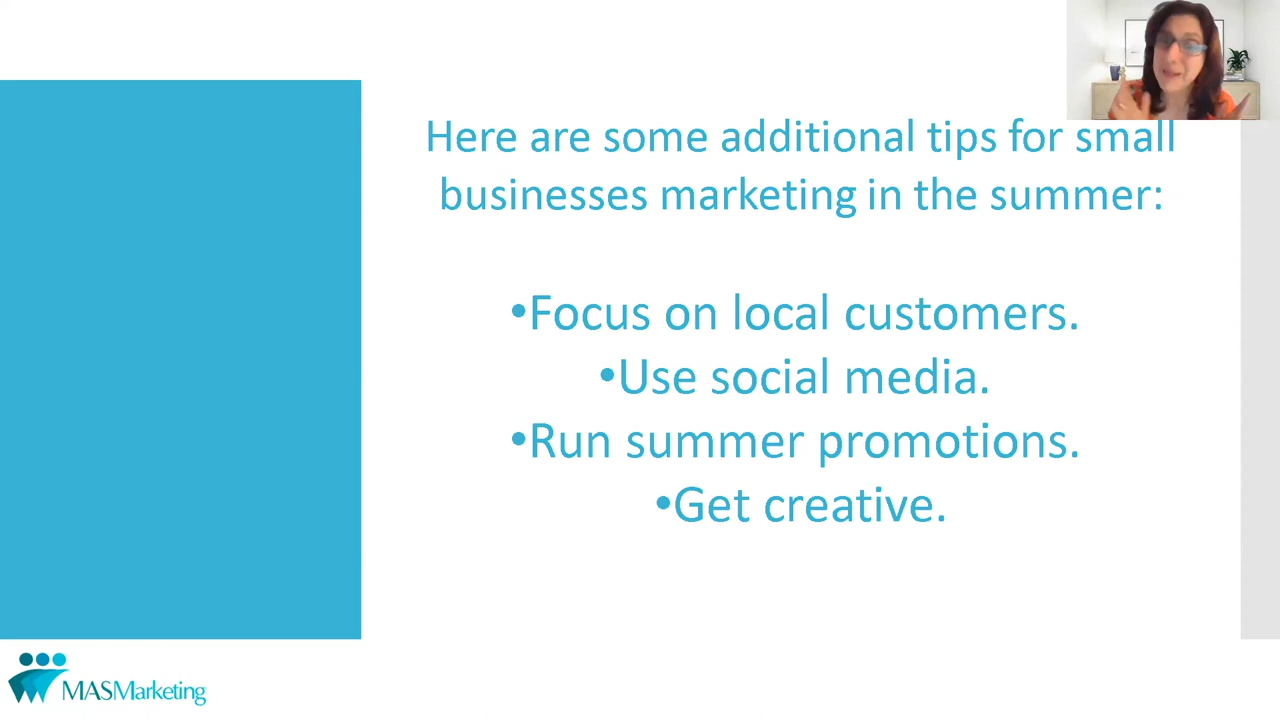 Here are some additional tips for small
businesses marketing in the summer:
•Focus on local customers.
•Use social media.
•Run summer promotions.
•Get creative.
MASMarketing